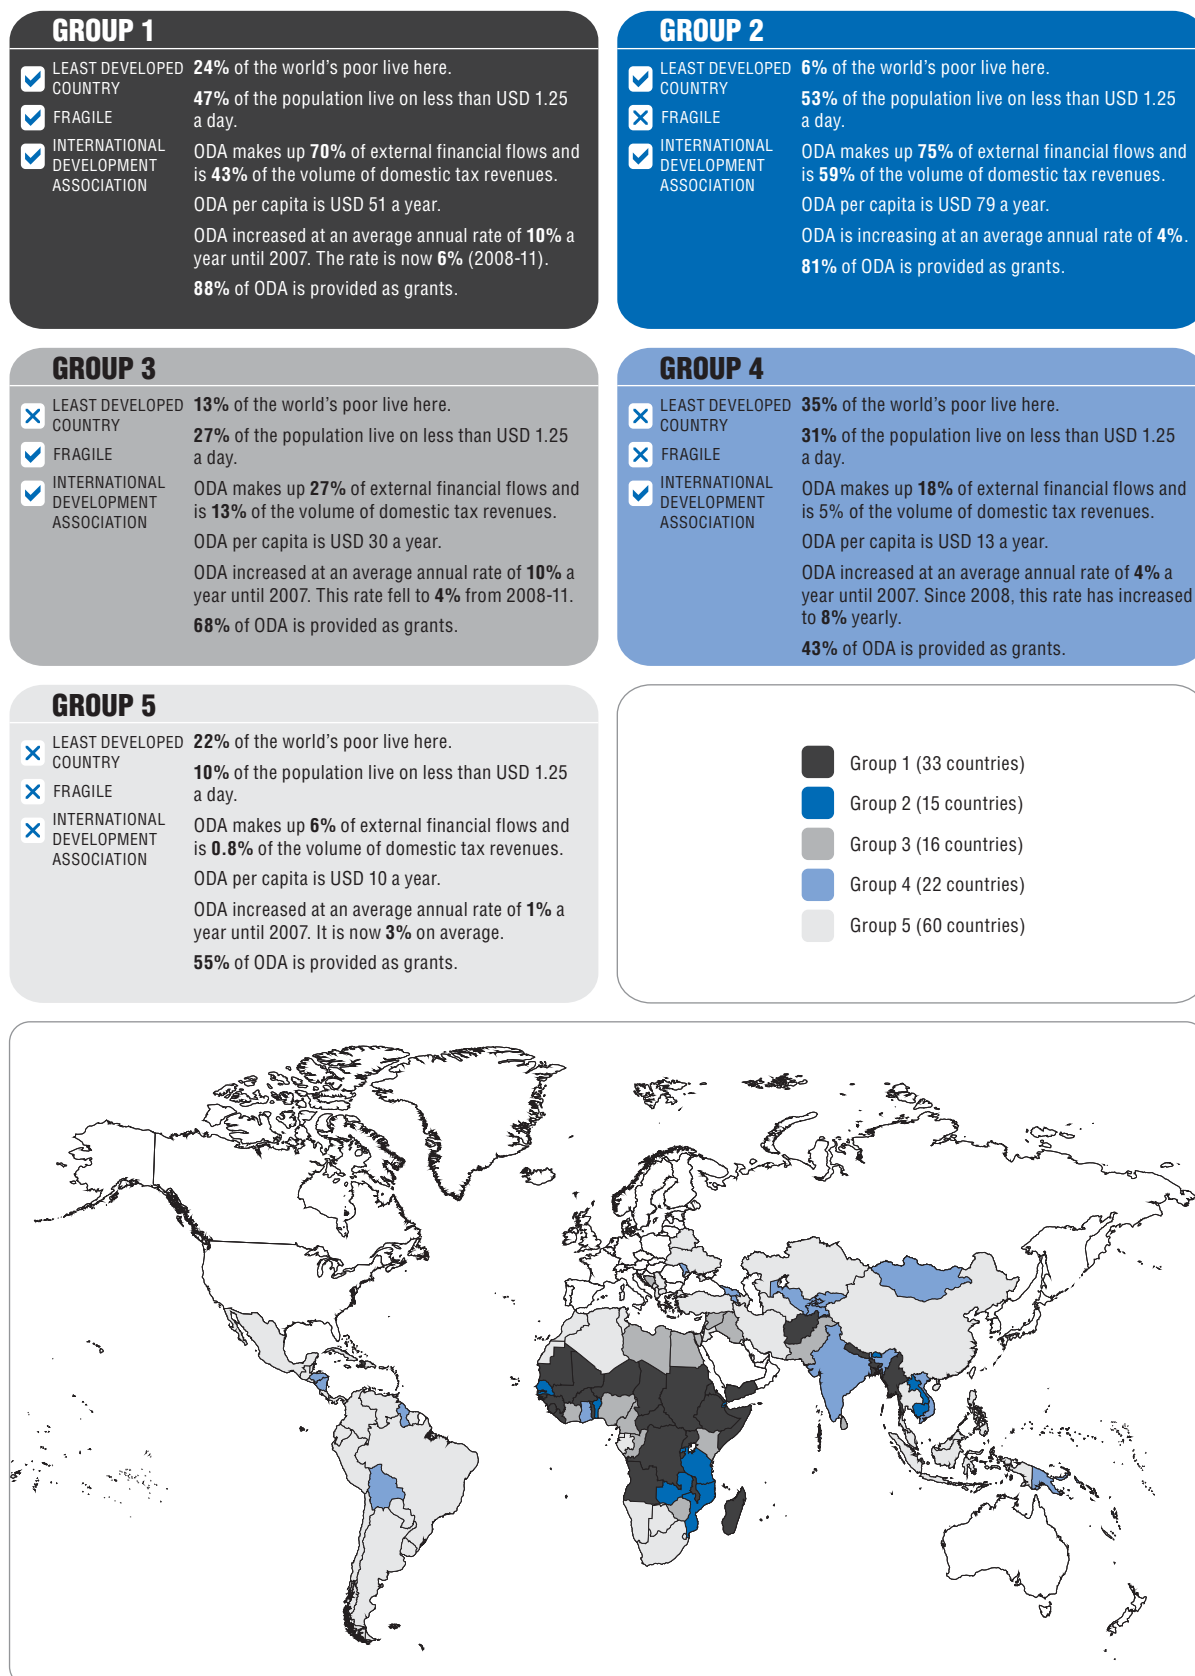 GROUP 1
LEAST DEVELOPED
COUNTRY
FRAGILE
INTERNATIONAL
DEVELOPMENT
ASSOCIATION
24% of the world's poor live here.
47% of the population live on less than USD 1.25
a day.
ODA makes up 70% of external financial flows and
is 43% of the volume of domestic tax revenues.
ODA per capita is USD 51 a year.
ODA increased at an average annual rate of 10% a
year until 2007. The rate is now 6% (2008-11).
88% of ODA is provided as grants.
GROUP 2
LEAST DEVELOPED
COUNTRY
FRAGILE
INTERNATIONAL
DEVELOPMENT
ASSOCIATION
6% of the world's poor live here.
53% of the population live on less than USD 1.25
a day.
ODA makes up 75% of external financial flows and
is 59% of the volume of domestic tax revenues.
ODA per capita is USD 79 a year.
ODA is increasing at an average annual rate of 4%.
81% of ODA is provided as grants.
GROUP 3
LEAST DEVELOPED
COUNTRY
FRAGILE
INTERNATIONAL
DEVELOPMENT
ASSOCIATION
13% of the world's poor live here.
27% of the population live on less than USD 1.25
a day.
ODA makes up 27% of external financial flows and
is 13% of the volume of domestic tax revenues.
ODA per capita is USD 30 a year.
ODA increased at an average annual rate of 10% a
year until 2007. This rate fell to 4% from 2008-11.
68% of ODA is provided as grants.
GROUP 4
LEAST DEVELOPED
COUNTRY
FRAGILE
INTERNATIONAL
DEVELOPMENT
ASSOCIATION
35% of the world's poor live here.
31% of the population live on less than USD 1.25
a day.
ODA makes up 18% of external financial flows and
is 5% of the volume of domestic tax revenues.
ODA per capita is USD 13 a year.
ODA increased at an average annual rate of 4% a
year until 2007. Since 2008, this rate has increased
to 8% yearly.
43% of ODA is provided as grants.
GROUP 5
LEAST DEVELOPED
COUNTRY
FRAGILE
INTERNATIONAL
DEVELOPMENT
ASSOCIATION
22% of the world's poor live here.
10% of the population live on less than USD 1.25
a day.
ODA makes up 6% of external financial flows and
is 0.8% of the volume of domestic tax revenues.
ODA per capita is USD 10 a year.
ODA increased at an average annual rate of 1% a
year until 2007. It is now 3% on average.
55% of ODA is provided as grants.
Group 1 (33 countries)
Group 2 (15 countries)
Group 3 (16 countries)
Group 4 (22 countries)
Group 5 (60 countries)